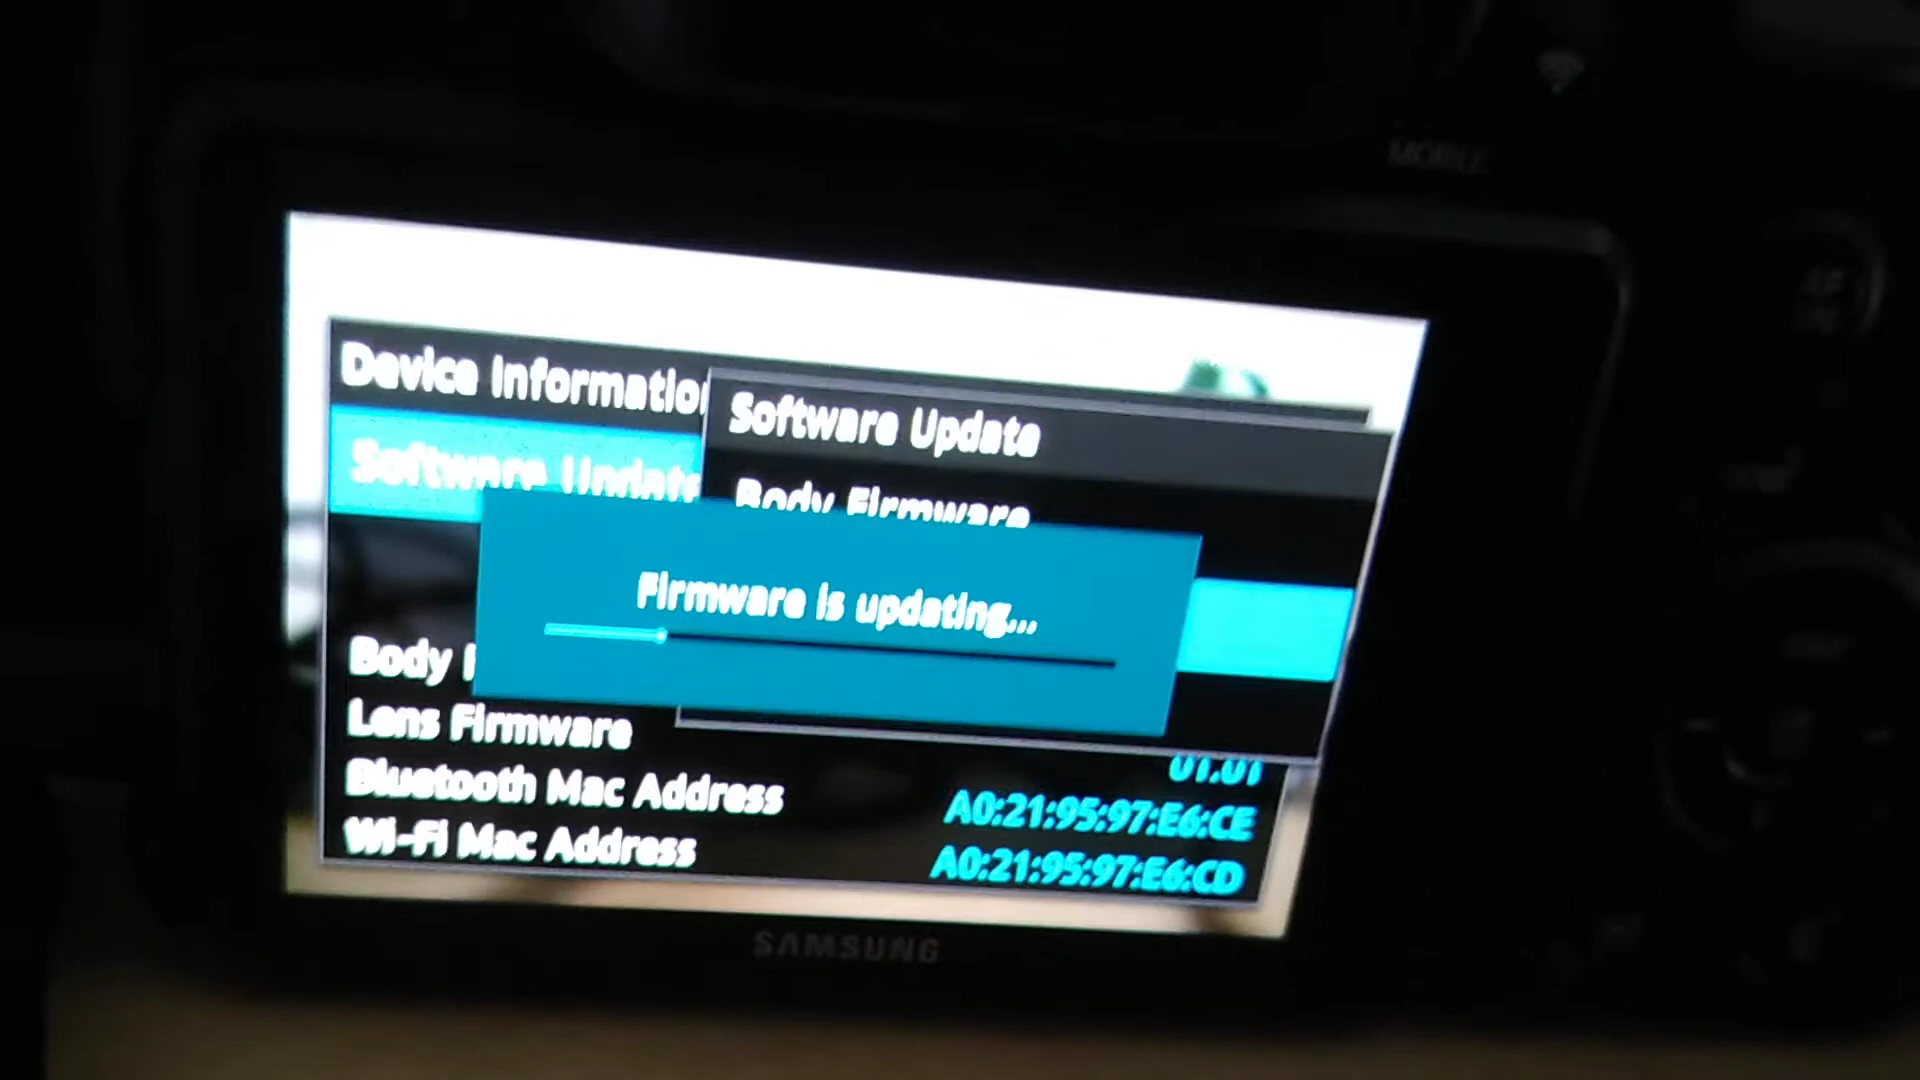 MOBILE
Device Information
Software Update
Software Update
Body Firmware
Firmware is updating...
Body
Lens Firmware
01.01
Bluetooth Mac Address
A0:21:95:97:E6:CE
Wi-Fi Mac Address
A0:21:95:97:E6:CD
SAMSUNG